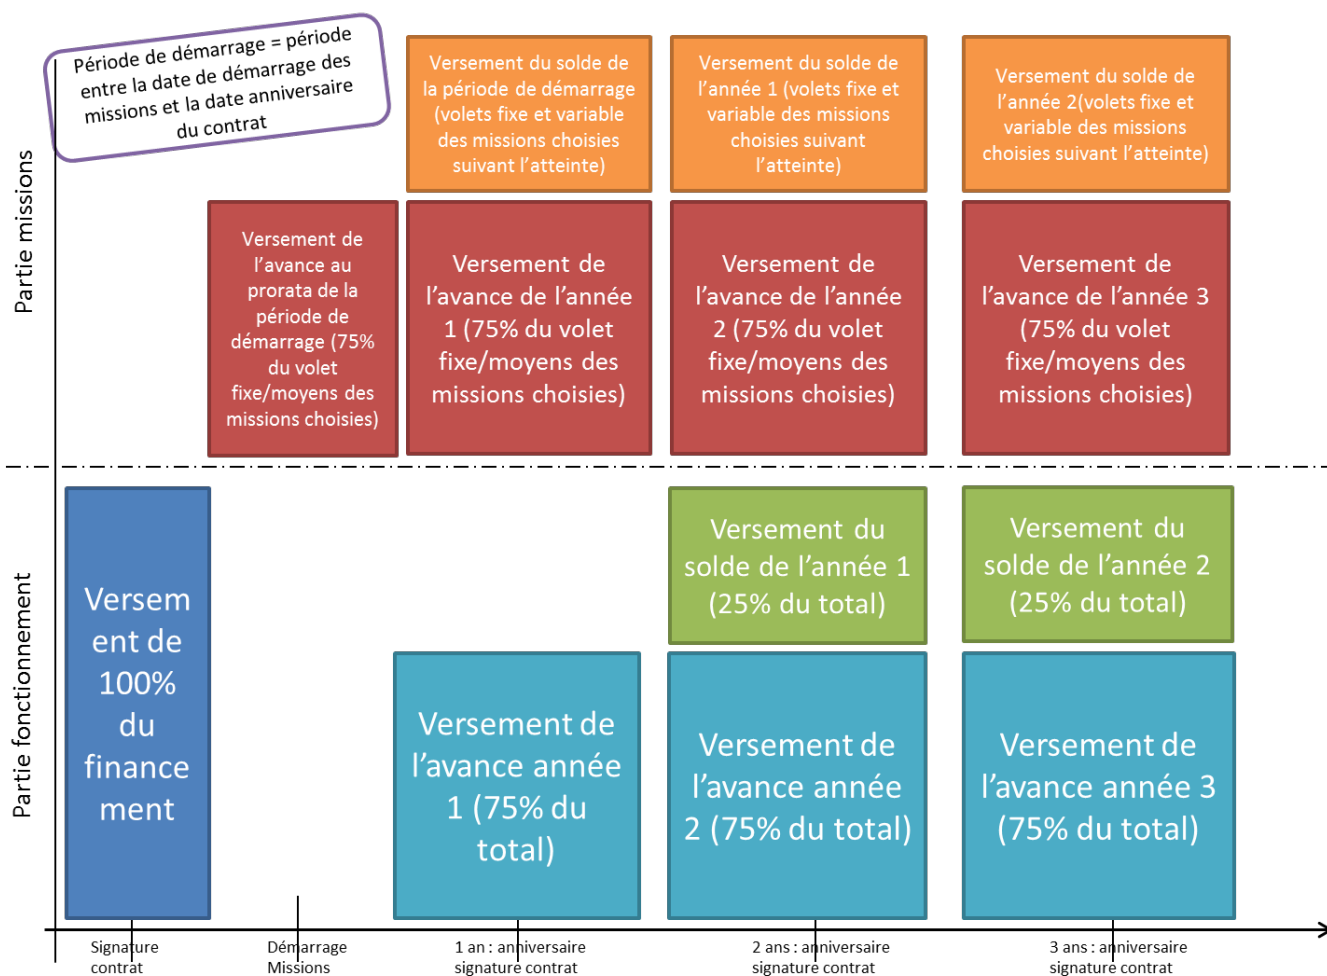 Période de démarrage = période
entre la date de démarrage des
missions et la date anniversaire
du contrat
Versement du solde de
la période de démarrage
(volets fixe et variable
des missions choisies
suivant l’atteinte)
Versement du solde de
l’année 1 (volets fixe et
variable des missions
choisies suivant
l’atteinte)
Versement du solde de
l’année 2(volets fixe et
variable des missions
choisies suivant l’atteinte)
Partie missions
Versement de
l’avance au
prorata de la
période de
démarrage (75%
du volet
fixe/moyens des
missions choisies)
Versement de
l’avance de l’année
1 (75% du volet
fixe/moyens des
missions choisies)
Versement de
l’avance de l’année
2 (75% du volet
fixe/moyens des
missions choisies)
Versement de
l’avance de l’année 3
(75% du volet
fixe/moyens des
missions choisies)
Partie fonctionnement
Versem
ent de
100%
du
finance
ment
Versement du
solde de l’année 1
(25% du total)
Versement du
solde de l’année 2
(25% du total)
Versement de
l’avance année
1 (75% du
total)
Versement de
l’avance année
2 (75% du total)
Versement de
l’avance année 3
(75% du total)
Signature
contrat
Démarrage
Missions
1 an : anniversaire
signature contrat
2 ans : anniversaire
signature contrat
3 ans : anniversaire
signature contrat